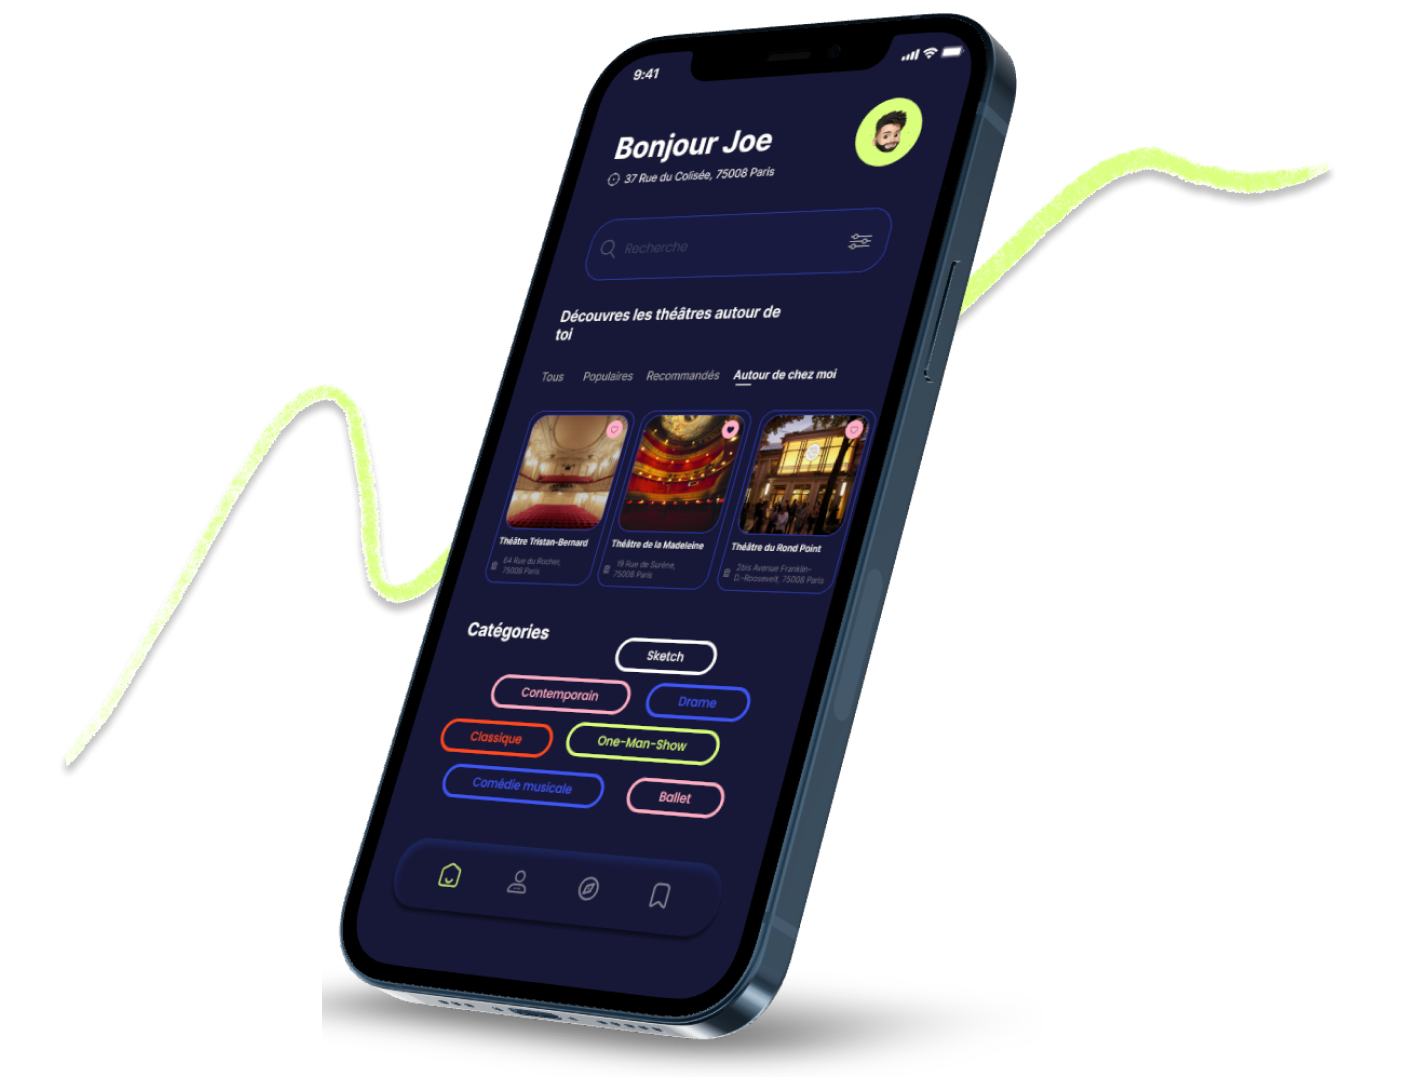 9:41
Bonjour Joe
37 Rue du Colisée, 75008 Paris
Recherche
Découvres les théâtres autour de
toi
Tous Populaires Recommandés Autour de chez moi
Théâtre Tristan-Bernard
64 Rue du Rocher,
75008 Paris
Théâtre de la Madeleine
19 Rue de Surène,
75008 Paris
Théâtre du Rond Point
2bis Avenue Franklin-
D.-Roosevelt, 75008 Paris
Catégories
Sketch
Contemporain
Drame
Classique
One-Man-Show
Comédie musicale
Ballet